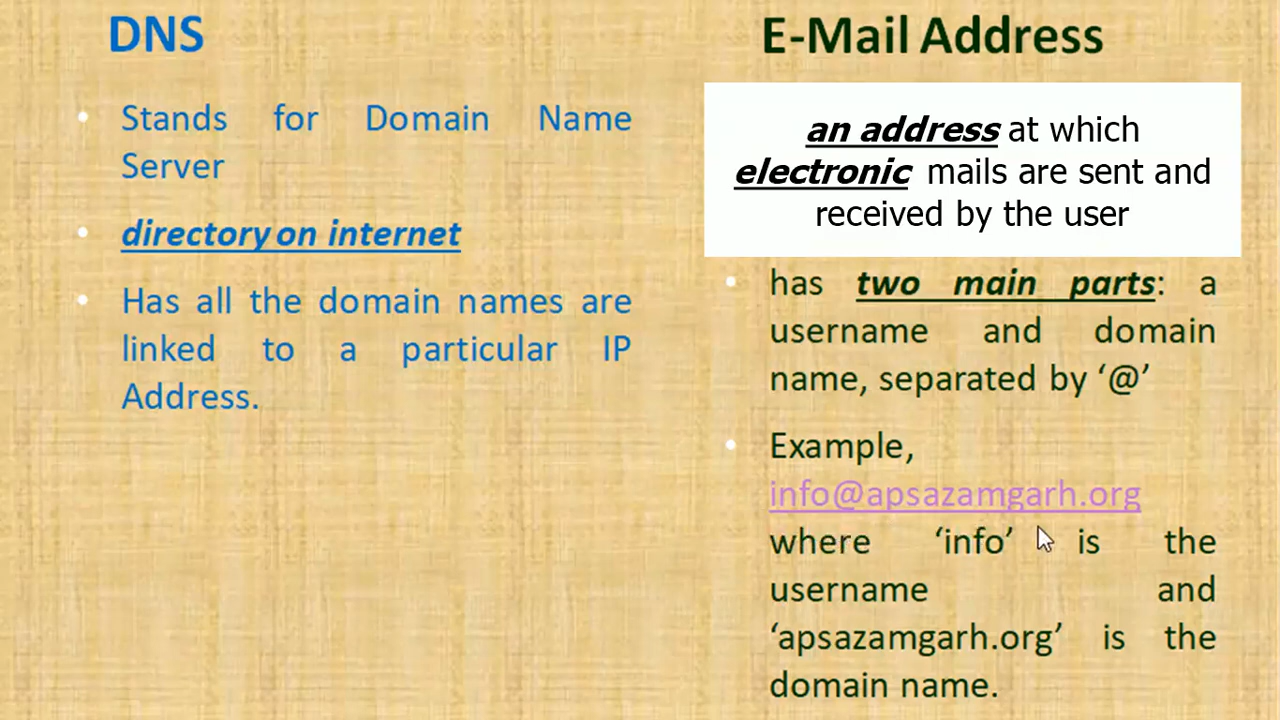 DNS
Stands for Domain Name
Server
directory on internet
Has all the domain names are
linked to a particular IP
Address.
E-Mail Address
an address at which
electronic mails are sent and
received by the user
has two main parts: a
username and domain
name, separated by ‘@’
Example,
info@apsazamgarh.org
where ‘info’ is the
username and
‘apsazamgarh.org’ is the
domain name.